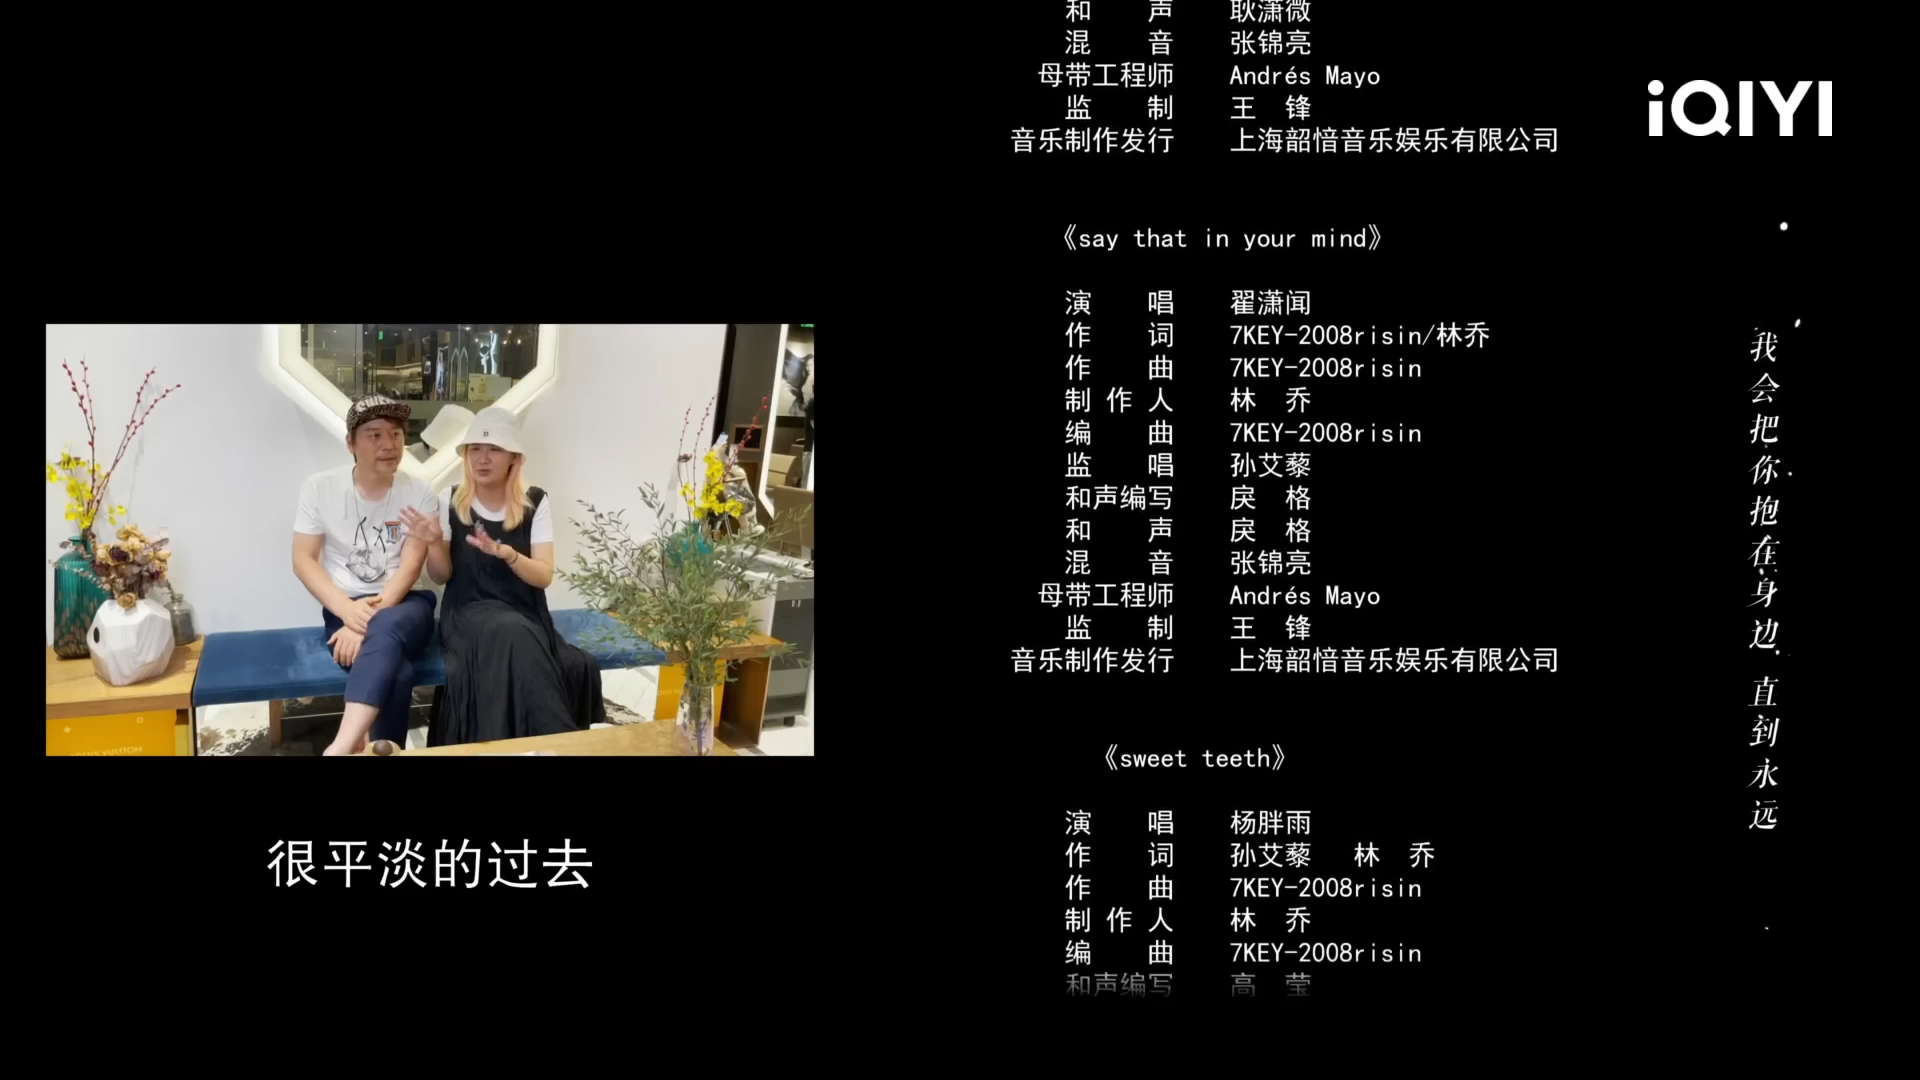 和声 耿潇微
混音 张锦亮
母带工程师 Andrés Mayo
监制 王锋
音乐制作发行 上海韶愔音乐娱乐有限公司
iQIYI
《say that in your mind》
演唱 翟潇闻
作词 7KEY-2008risin/林乔
作曲 7KEY-2008risin
制作人 林乔
编曲 7KEY-2008risin
监唱 孙艾藜
和声编写 戾格
和声 戾格
混音 张锦亮
母带工程师 Andrés Mayo
监制 王锋
音乐制作发行 上海韶愔音乐娱乐有限公司
《sweet teeth》
演唱 杨胖雨
作词 孙艾藜 林乔
作曲 7KEY-2008risin
制作人 林乔
编曲 7KEY-2008risin
和声编写 高莹
我会把你抱在身边 直到永远
LOUIS VUITTON
很平淡的过去